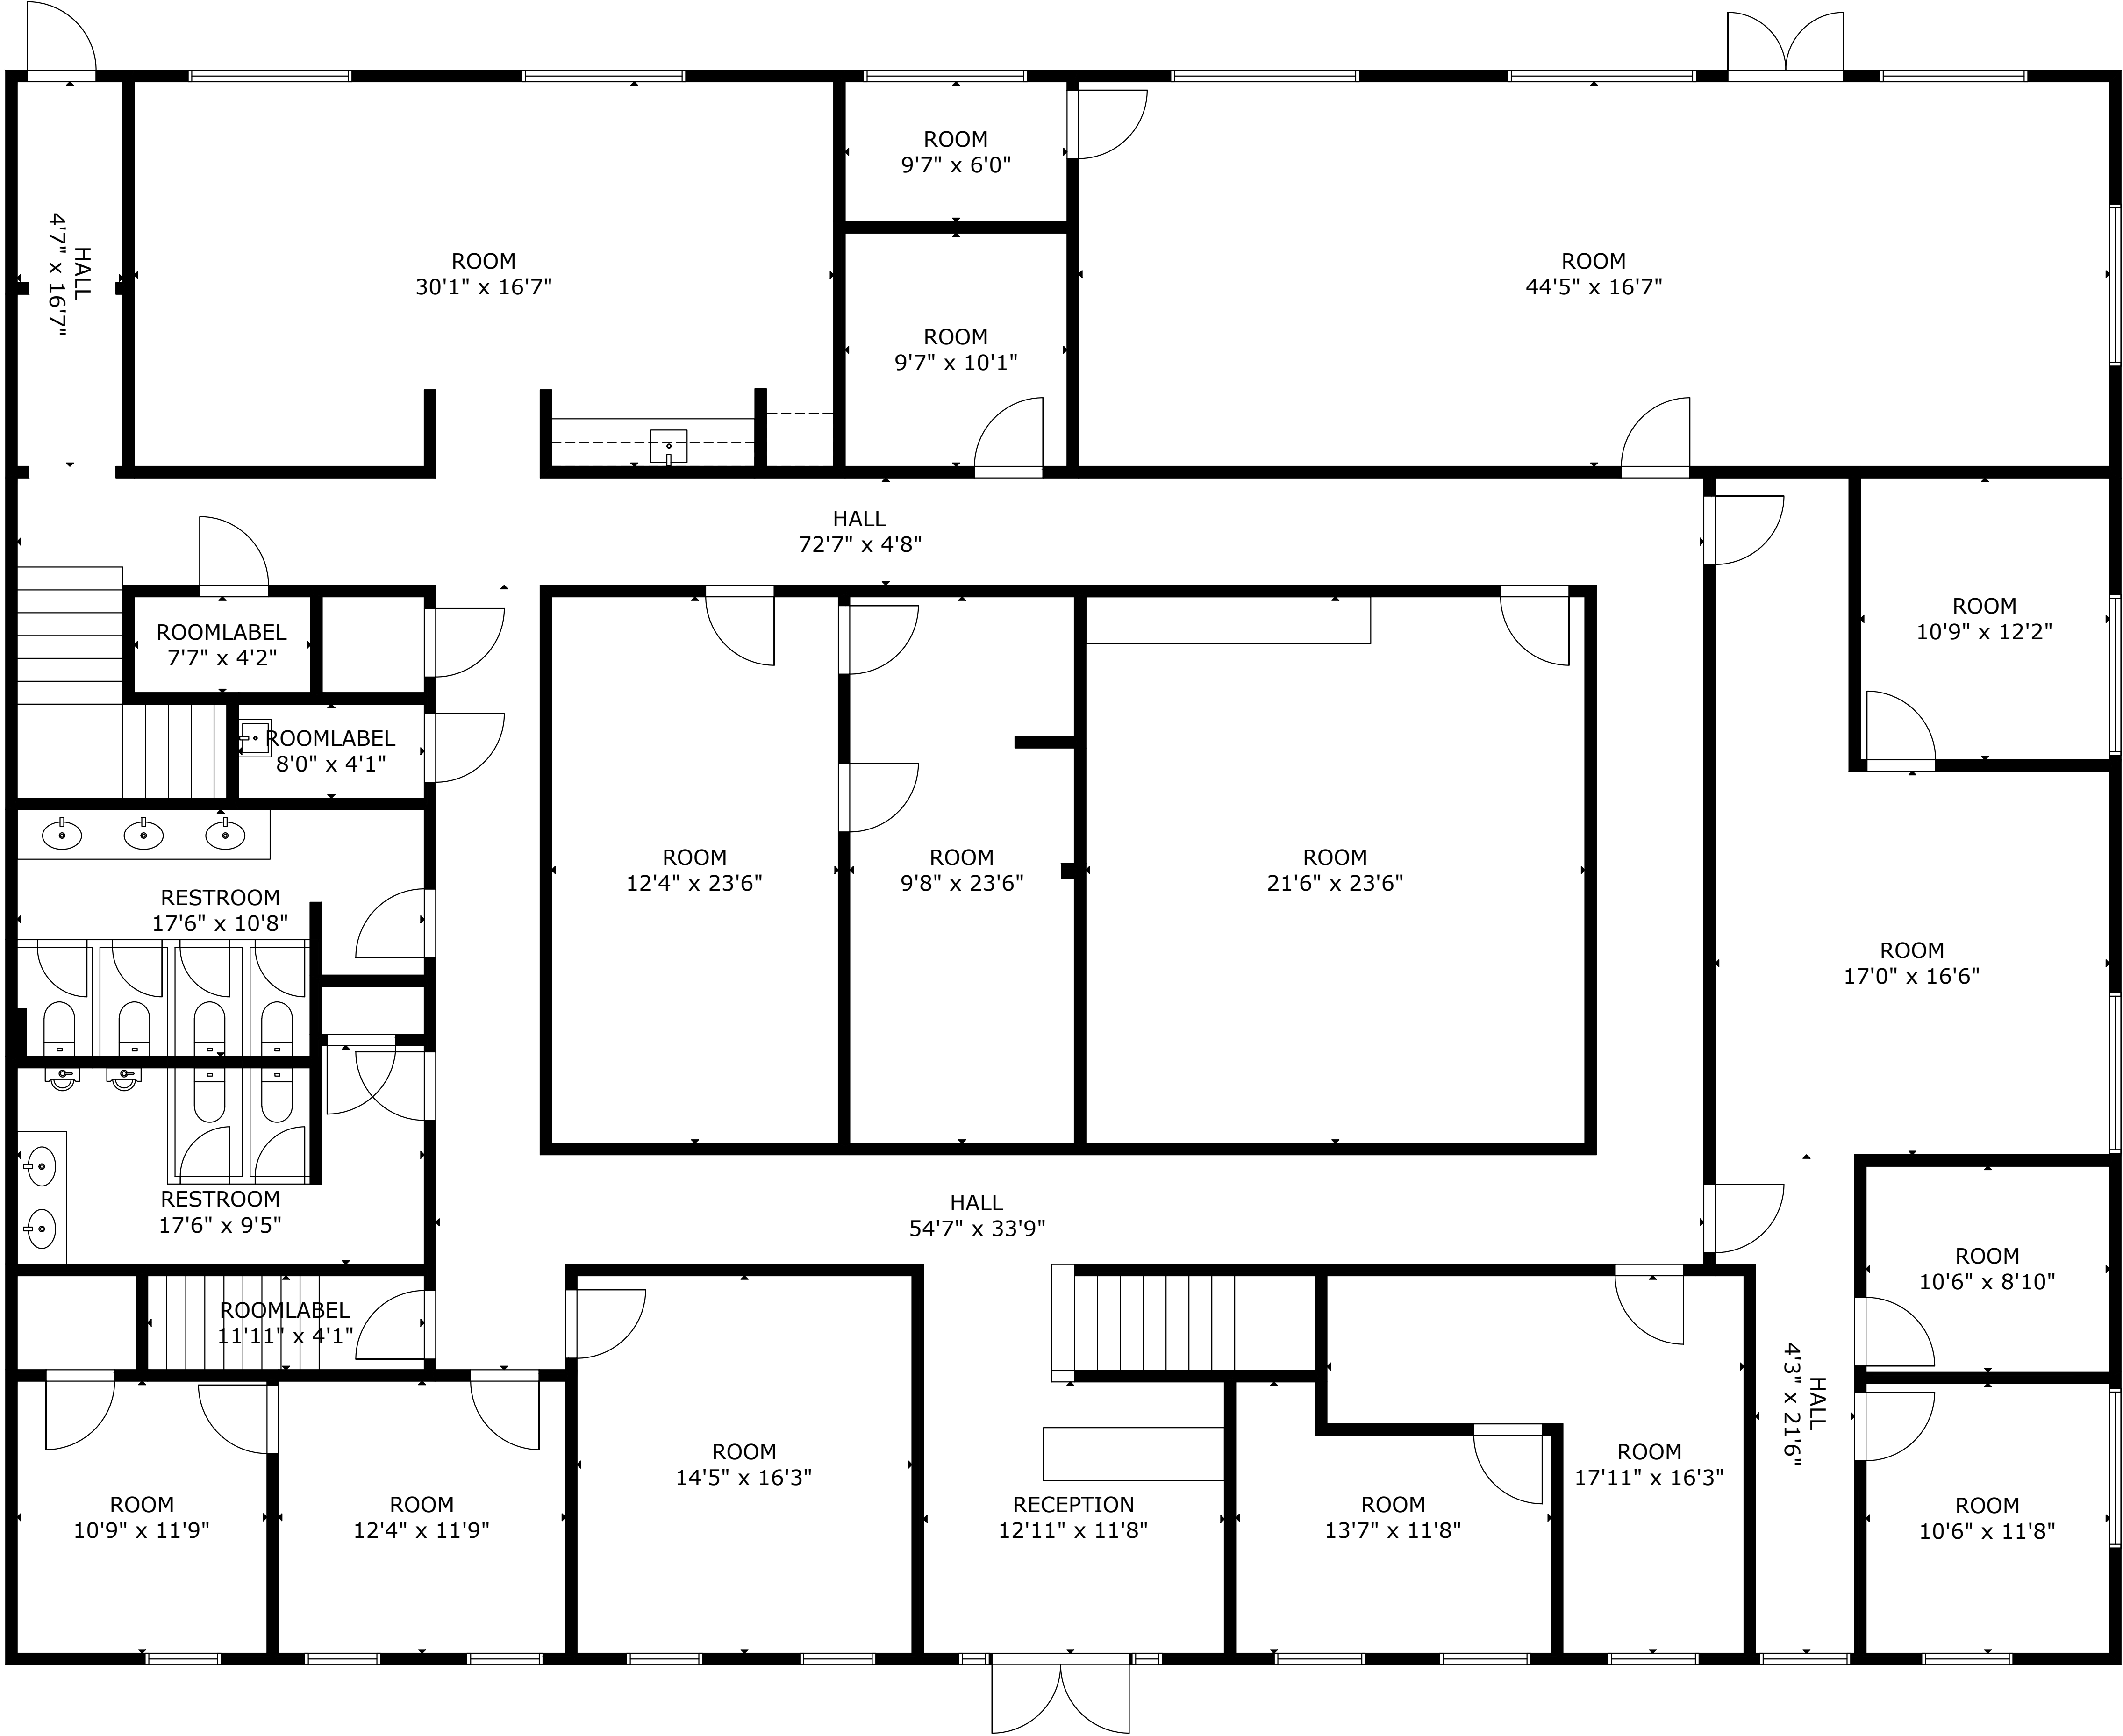 ROOM
9'7" x 6'0"
HALL
4'7" x 16'7"
ROOM
30'1" x 16'7"
ROOM
44'5" x 16'7"
ROOM
9'7" x 10'1"
HALL
72'7" x 4'8"
ROOMLABEL
7'7" x 4'2"
ROOM
10'9" x 12'2"
ROOMLABEL
8'0" x 4'1"
ROOM
12'4" x 23'6"
ROOM
9'8" x 23'6"
ROOM
21'6" x 23'6"
RESTROOM
17'6" x 10'8"
ROOM
17'0" x 16'6"
RESTROOM
17'6" x 9'5"
HALL
54'7" x 33'9"
ROOM
10'6" x 8'10"
ROOMLABEL
11'11" x 4'1"
HALL
4'3" x 21'6"
ROOM
14'5" x 16'3"
ROOM
17'11" x 16'3"
ROOM
10'9" x 11'9"
ROOM
12'4" x 11'9"
RECEPTION
12'11" x 11'8"
ROOM
13'7" x 11'8"
ROOM
10'6" x 11'8"